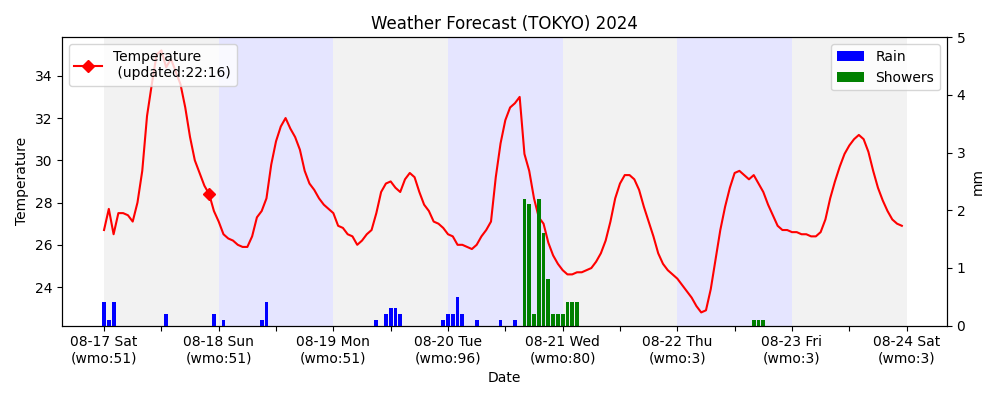 Weather Forecast (TOKYO) 2024
Temperature
(updated:22:16)
Rain
Showers
Temperature
34
32
30
28
26
24
5
4
3
2
1
0
mm
08-17 Sat 08-18 Sun 08-19 Mon 08-20 Tue 08-21 Wed 08-22 Thu 08-23 Fri 08-24 Sat
(wmo:51) (wmo:51) (wmo:51) (wmo:96) (wmo:80) (wmo:3) (wmo:3) (wmo:3)
Date